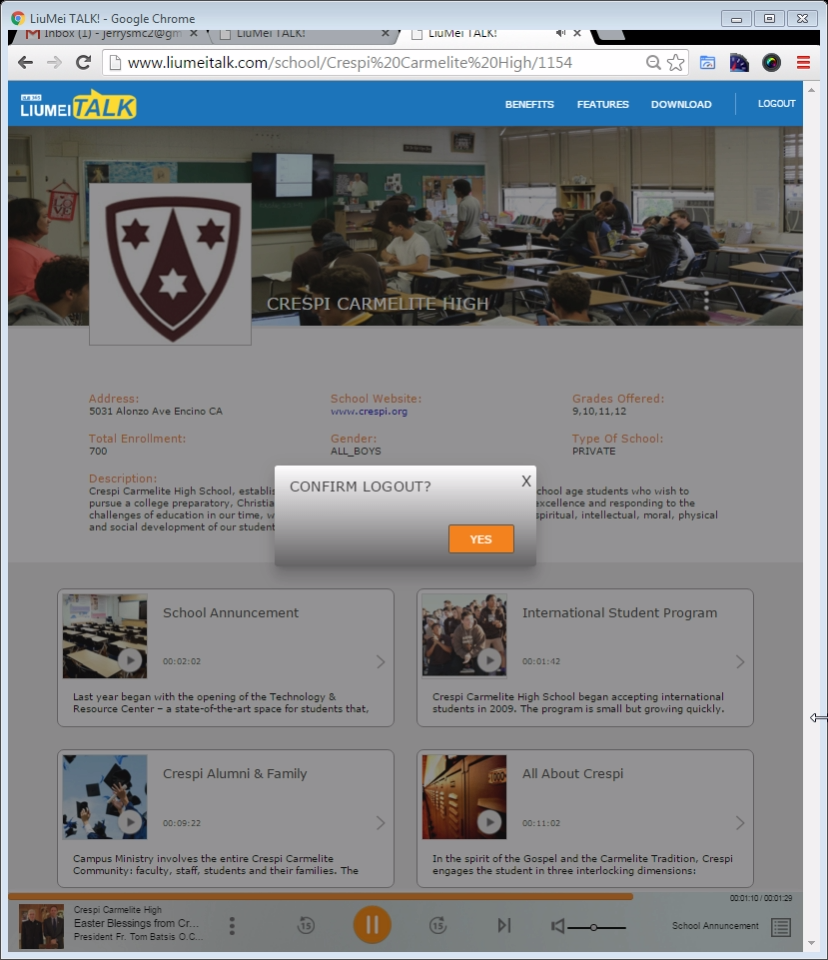 LiuMei TALK! - Google Chrome
Inbox (1) - jerrysmc2@gm
LiuMei TALK!
LiuMei TALK!
www.liumeitalk.com/school/Crespi%20Carmelite%20High/1154
LIUMEI TALK
BENEFITS
FEATURES
DOWNLOAD
LOGOUT
CRESPI CARMELITE HIGH
Address:
5031 Alonzo Ave Encino CA
School Website:
www.crespi.org
Grades Offered:
9,10,11,12
Total Enrollment:
700
Gender:
ALL_BOYS
Type Of School:
PRIVATE
Description:
Crespi Carmelite High School, establis
chool age students who wish to
pursue a college preparatory, Christia
excellence and responding to the
challenges of education in our time, w
spiritual, intellectual, moral, physical
and social development of our student
CONFIRM LOGOUT?
X
YES
School Annuncement
00:02:02
Last year began with the opening of the Technology &
Resource Center – a state-of-the-art space for students that,
International Student Program
00:01:42
Crespi Carmelite High School began accepting international
students in 2009. The program is small but growing quickly.
Crespi Alumni & Family
00:09:22
Campus Ministry involves the entire Crespi Carmelite
Community: faculty, staff, students and their families. The
All About Crespi
00:11:02
In the spirit of the Gospel and the Carmelite Tradition, Crespi
engages the student in three interlocking dimensions:
00:01:10 / 00:01:29
Crespi Carmelite High
Easter Blessings from Cr...
President Fr. Tom Batsis O.C...
15
15
School Annuncement